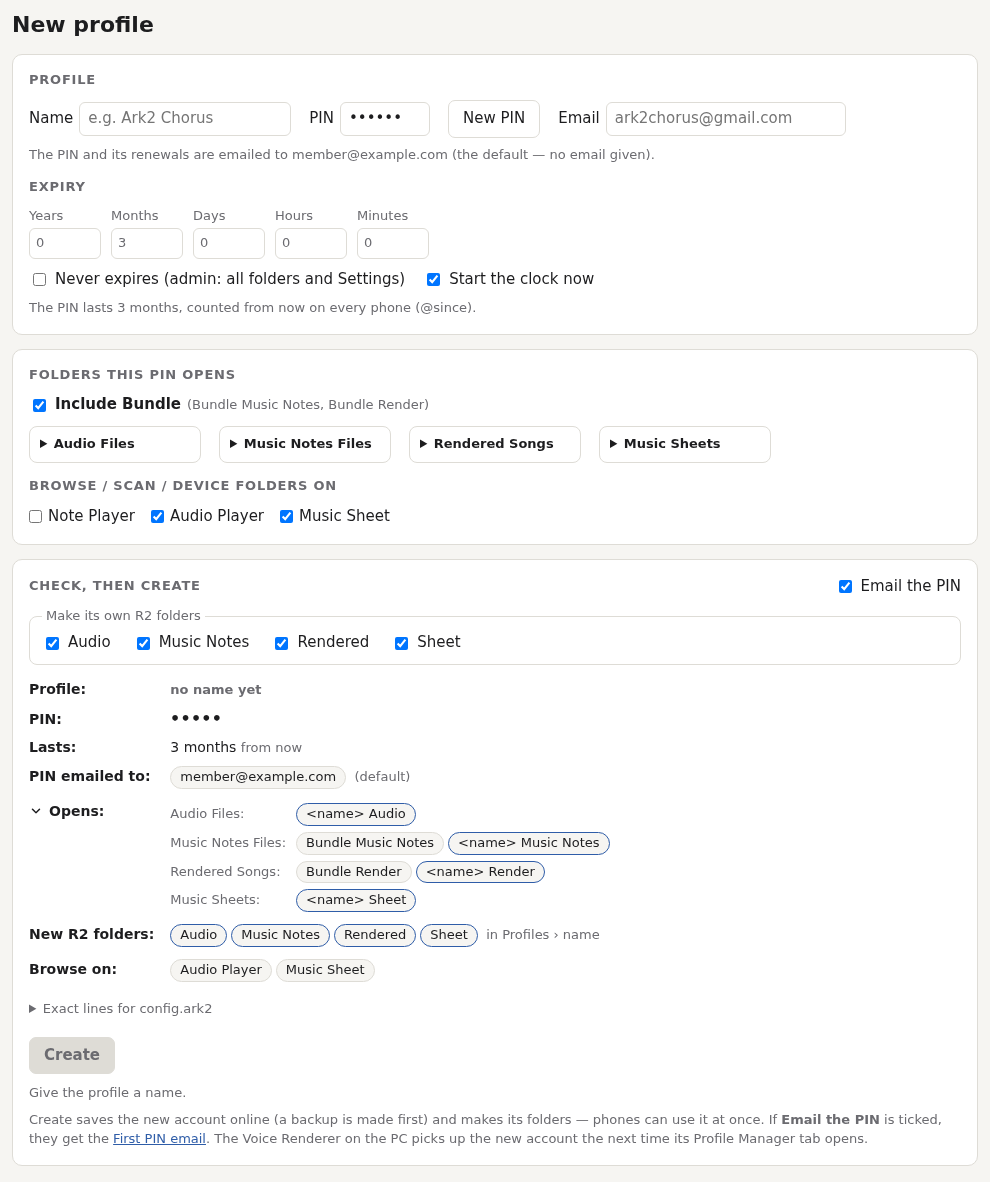 New profile
PROFILE
Name e.g. Ark2 Chorus PIN •••••• New PIN Email ark2chorus@gmail.com
The PIN and its renewals are emailed to member@example.com (the default — no email given).
EXPIRY
Years Months Days Hours Minutes
0 3 0 0 0
Never expires (admin: all folders and Settings) Start the clock now
The PIN lasts 3 months, counted from now on every phone (@since).
FOLDERS THIS PIN OPENS
Include Bundle (Bundle Music Notes, Bundle Render)
Audio Files Music Notes Files Rendered Songs Music Sheets
BROWSE / SCAN / DEVICE FOLDERS ON
Note Player Audio Player Music Sheet
CHECK, THEN CREATE Email the PIN
Make its own R2 folders
Audio Music Notes Rendered Sheet
Profile: no name yet
PIN: •••••
Lasts: 3 months from now
PIN emailed to: member@example.com (default)
Opens: Audio Files: <name> Audio
Music Notes Files: Bundle Music Notes <name> Music Notes
Rendered Songs: Bundle Render <name> Render
Music Sheets: <name> Sheet
New R2 folders: Audio Music Notes Rendered Sheet in Profiles › name
Browse on: Audio Player Music Sheet
Exact lines for config.ark2
Create
Give the profile a name.
Create saves the new account online (a backup is made first) and makes its folders — phones can use it at once. If Email the PIN is ticked,
they get the First PIN email. The Voice Renderer on the PC picks up the new account the next time its Profile Manager tab opens.